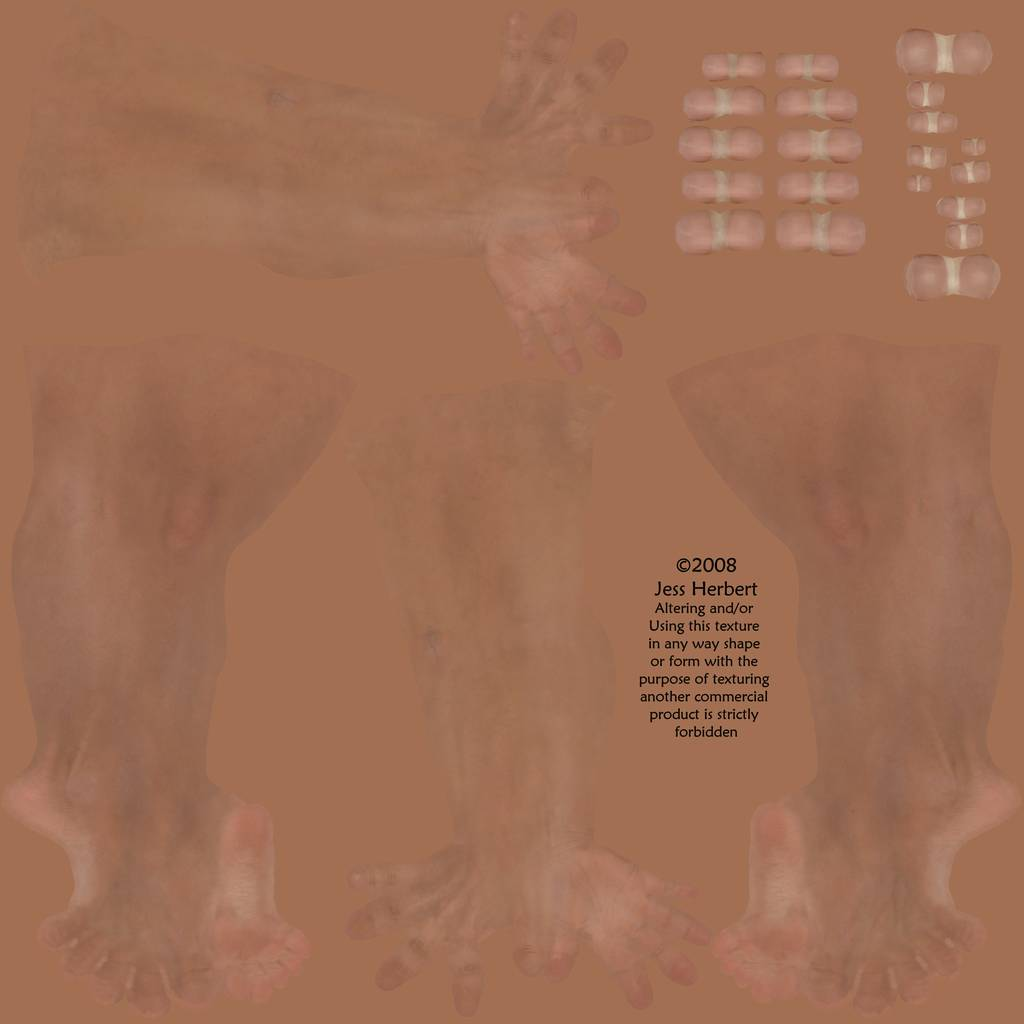 ©2008
Jess Herbert
Altering and/or
Using this texture
in any way shape
or form with the
purpose of texturing
another commercial
product is strictly
forbidden